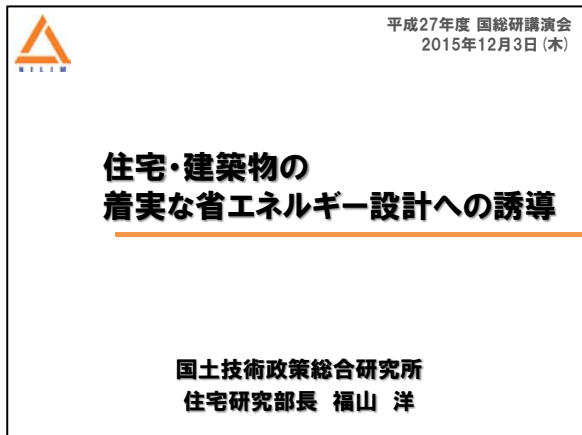 平成27年度 国総研講演会
2015年12月3日(木)
NILIM
住宅・建築物の
着実な省エネルギー設計への誘導
国土技術政策総合研究所
住宅研究部長 福山 洋